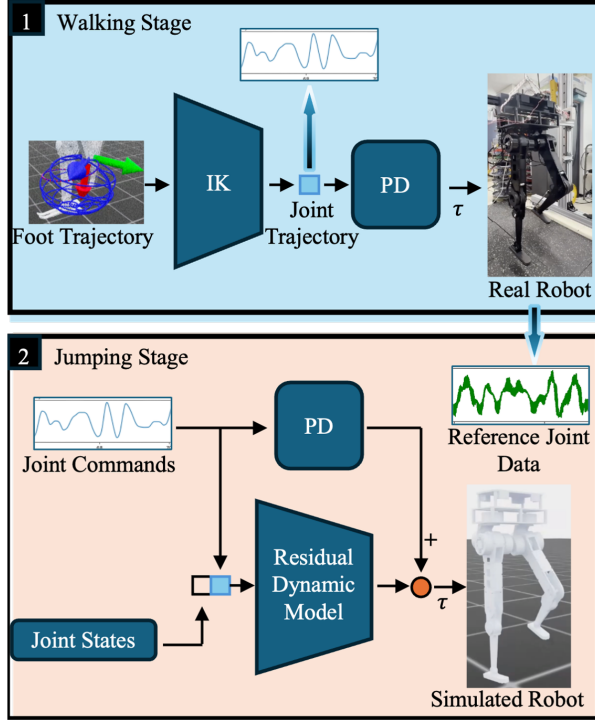 1
Walking Stage
IK
PD
τ
Foot Trajectory
Joint
Trajectory
Real Robot
2
Jumping Stage
Joint Commands
PD
Reference Joint
Data
+
Residual
Dynamic
Model
τ
Joint States
Simulated Robot